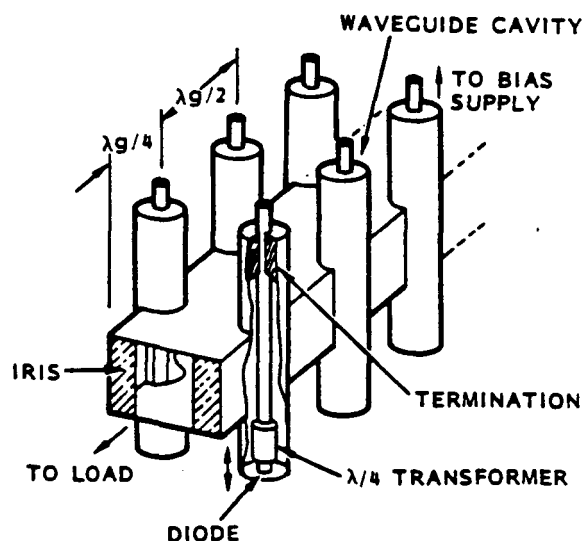 WAVEGUIDE CAVITY
TO BIAS
SUPPLY
λg/2
λg/4
IRIS
TERMINATION
TO LOAD
λ/4 TRANSFORMER
DIODE